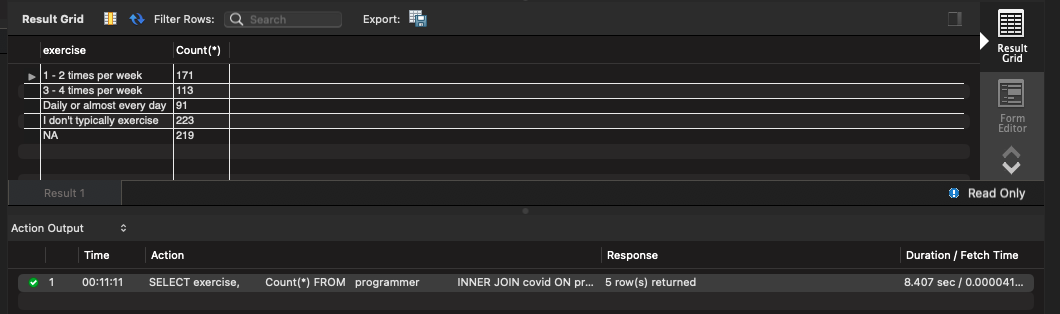 Result Grid Filter Rows: Search Export:
exercise Count(*)
1 - 2 times per week 171
3 - 4 times per week 113
Daily or almost every day 91
I don't typically exercise 223
NA 219
Result
Grid
Form
Editor
Result 1 Read Only
Action Output
Time Action Response Duration / Fetch Time
1 00:11:11 SELECT exercise, Count(*) FROM programmer INNER JOIN covid ON pr... 5 row(s) returned 8.407 sec / 0.000041...